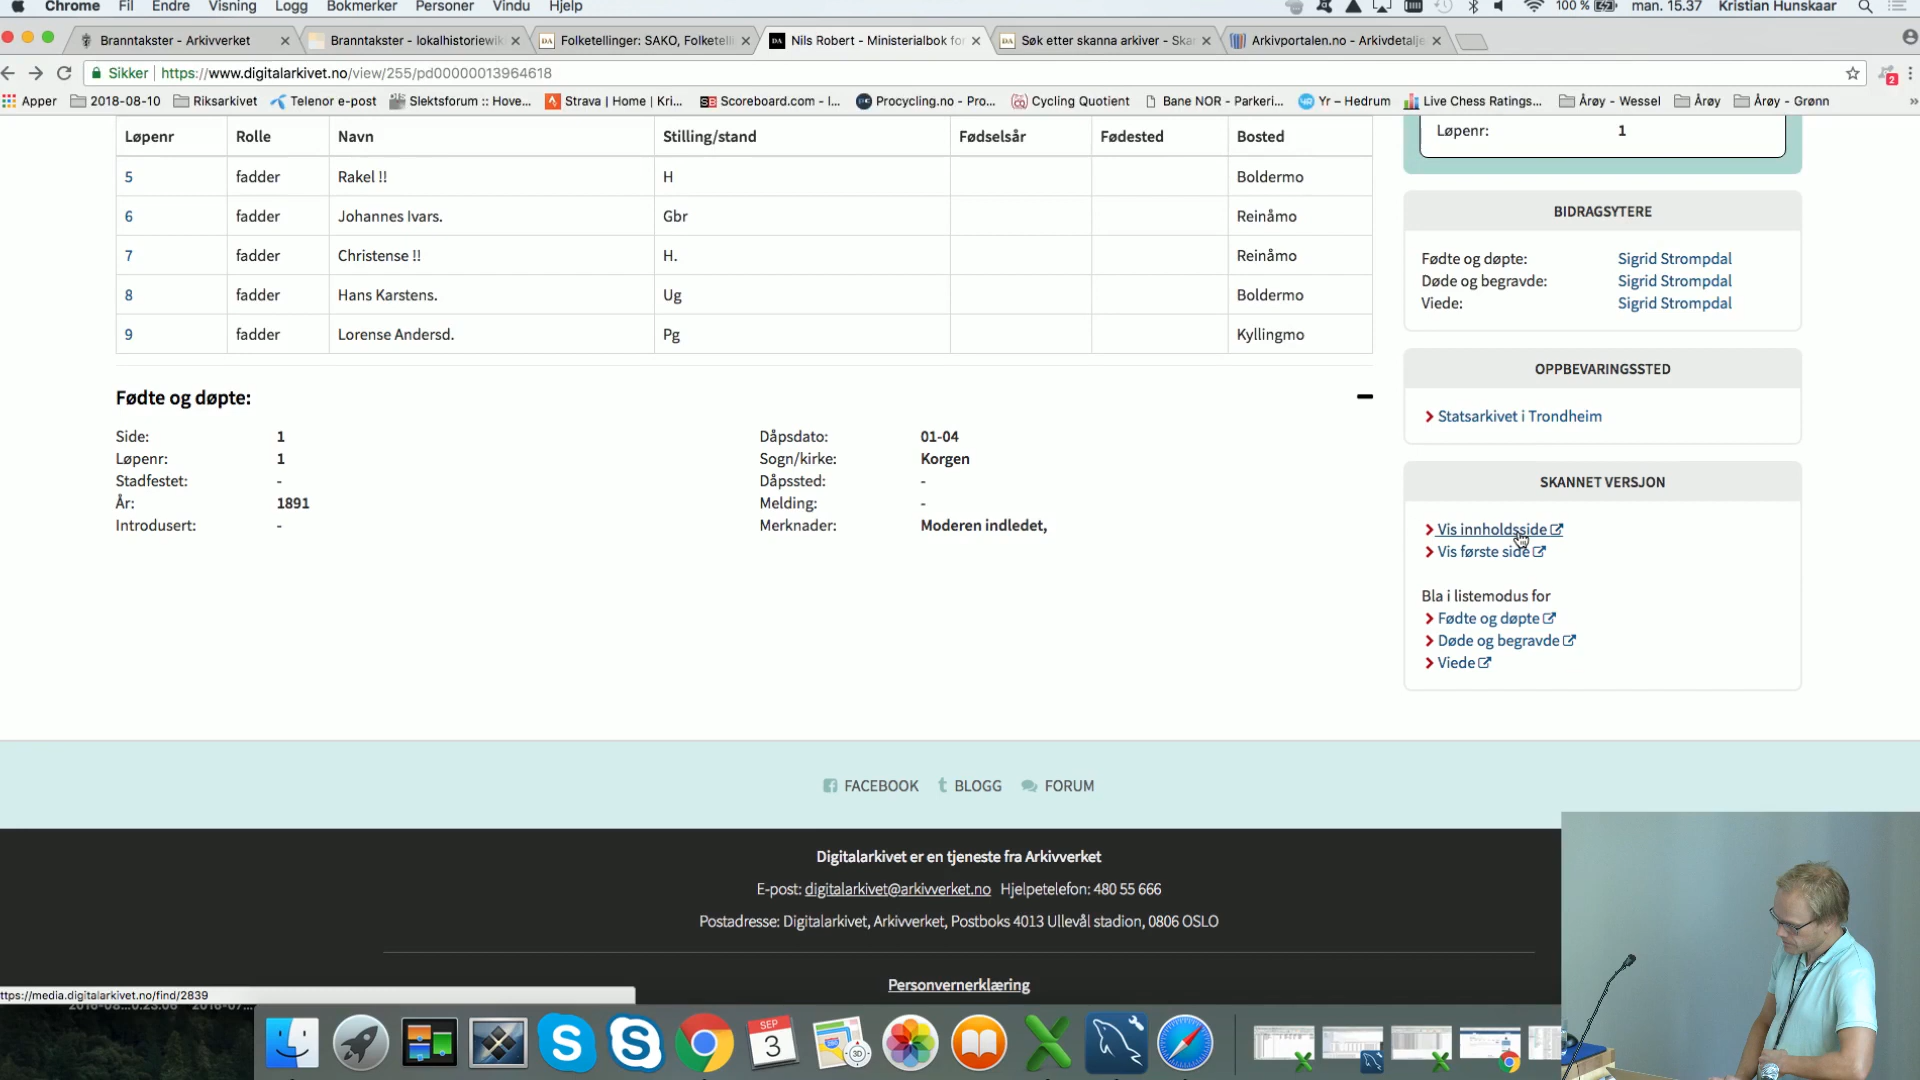 Chrome Fil Endre Visning Logg Bokmerker Personer Vindu Hjelp 100 % man. 15.37 Kristian Hunskaar
Branntakster - Arkivverket Branntakster - lokalhistoriewik Folketellinger: SAKO, Folketell Nils Robert - Ministerialbok fo Søk etter skanna arkiver - Ska Arkivportalen.no - Arkivdetalje
Sikker https://www.digitalarkivet.no/view/255/pd00000013964618 2
Apper 2018-08-10 Riksarkivet Telenor e-post Slektsforum :: Hove... Strava | Home | Kri... Scoreboard.com - l... Procycling.no - Pro... Cycling Quotient Bane NOR - Parkeri... Yr – Hedrum Live Chess Ratings... Årøy - Wessel Årøy Årøy - Grønn »
Løpenr Rolle Navn Stilling/stand Fødselsår Fødested Bosted
5 fadder Rakel !! H Boldermo
6 fadder Johannes Ivars. Gbr Reinåmo
7 fadder Christense !! H. Reinåmo
8 fadder Hans Karstens. Ug Boldermo
9 fadder Lorense Andersd. Pg Kyllingmo
Fødte og døpte:
Side: 1
Løpenr: 1
Stadfestet: -
År: 1891
Introdusert: -
Dåpsdato: 01-04
Sogn/kirke: Korgen
Dåpssted: -
Melding: -
Merknader: Moderen indledet,
Løpenr: 1
BIDRAGSYTERE
Fødte og døpte: Sigrid Strompdal
Døde og begravde: Sigrid Strompdal
Viede: Sigrid Strompdal
OPPBEVARINGSSTED
Statsarkivet i Trondheim
SKANNET VERSJON
Vis innholdsside
Vis første side
Bla i listemodus for
Fødte og døpte
Døde og begravde
Viede
FACEBOOK BLOGG FORUM
Digitalarkivet er en tjeneste fra Arkivverket
E-post: digitalarkivet@arkivverket.no Hjelpetelefon: 480 55 666
Postadresse: Digitalarkivet, Arkivverket, Postboks 4013 Ullevål stadion, 0806 OSLO
Personvernerklæring
ttps://media.digitalarkivet.no/find/2839
SEP
3
3D